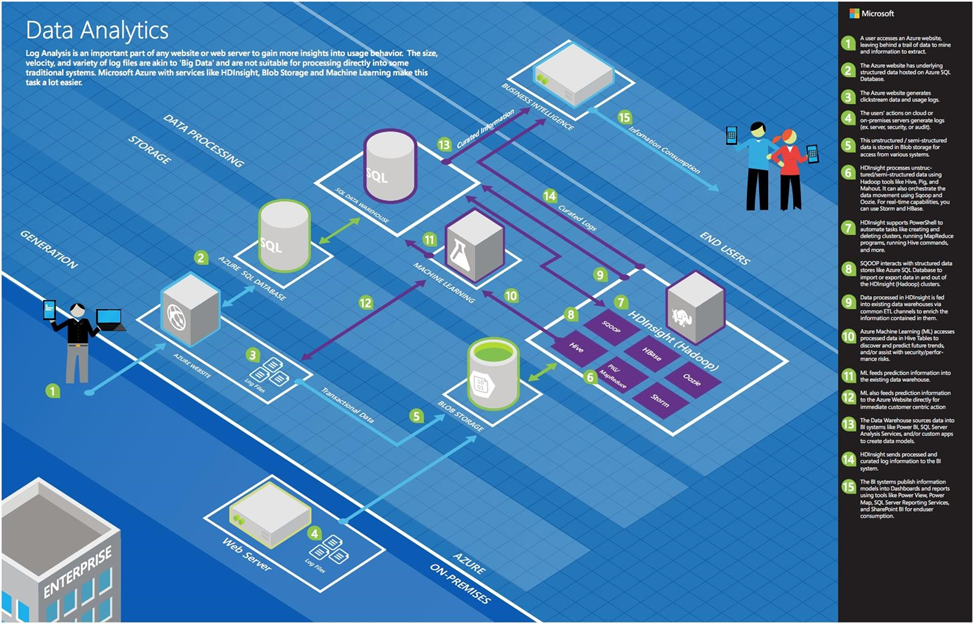 Data Analytics
Log Analysis is an important part of any website or web server to gain more insights into usage behavior. The size,
velocity, and variety of log files are akin to 'Big Data' and are not suitable for processing directly into some
traditional systems. Microsoft Azure with services like HDInsight, Blob Storage and Machine Learning make this
task a lot easier.
DATA PROCESSING
STORAGE
GENERATION
END USERS
AZURE
ON-PREMISES
BUSINESS INTELLIGENCE
15
Infomation Consumption
13
Curated Information
SQL
SQL DATA WAREHOUSE
14
Curated Logs
SQL
2
AZURE SQL DATABASE
11
MACHINE LEARNING
9
10
12
7
8
HDInsight (Hadoop)
SQOOP
HBase
Oozie
Hive
PIG/
MapReduce
Storm
6
AZURE WEBSITE
3
Log Files
1
Transactional Data
5
BLOB STORAGE
Web Server
4
Log Files
ENTERPRISE
Microsoft
1
A user accesses an Azure website,
leaving behind a trail of data to mine
and information to extract.
2
The Azure website has underlying
structured data hosted on Azure SQL
Database.
3
The Azure website generates
clickstream data and usage logs.
4
The users' actions on cloud or
on-premises servers generate logs
(ex. server, security, or audit).
5
This unstructured / semi-structured
data is stored in Blob storage for
access from various systems.
6
HDInsight processes unstruc-
tured/semi-structured data using
Hadoop tools like Hive, Pig, and
Mahout. It can also orchestrate the
data movement using Sqoop and
Oozie. For real-time capabilities, you
can use Storm and HBase.
7
HDInsight supports PowerShell to
automate tasks like creating and
deleting clusters, running MapReduce
programs, running Hive commands,
and more.
8
SQOOP interacts with structured data
stores like Azure SQL Database to
import or export data in and out of
the HDInsight (Hadoop) clusters.
9
Data processed in HDInsight is fed
into existing data warehouses via
common ETL channels to enrich the
information contained in them.
10
Azure Machine Learning (ML) accesses
processed data in Hive Tables to
discover and predict future trends,
and/or assist with security/perfor-
mance risks.
11
ML feeds prediction information into
the existing data warehouse.
12
ML also feeds prediction information
to the Azure Website directly for
immediate customer centric action
13
The Data Warehouse sources data into
BI systems like Power BI, SQL Server
Analysis Services, and/or custom apps
to create data models.
14
HDInsight sends processed and
curated log information to the BI
system.
15
The BI systems publish information
models into Dashboards and reports
using tools like Power View, Power
Map, SQL Server Reporting Services,
and SharePoint BI for enduser
consumption.